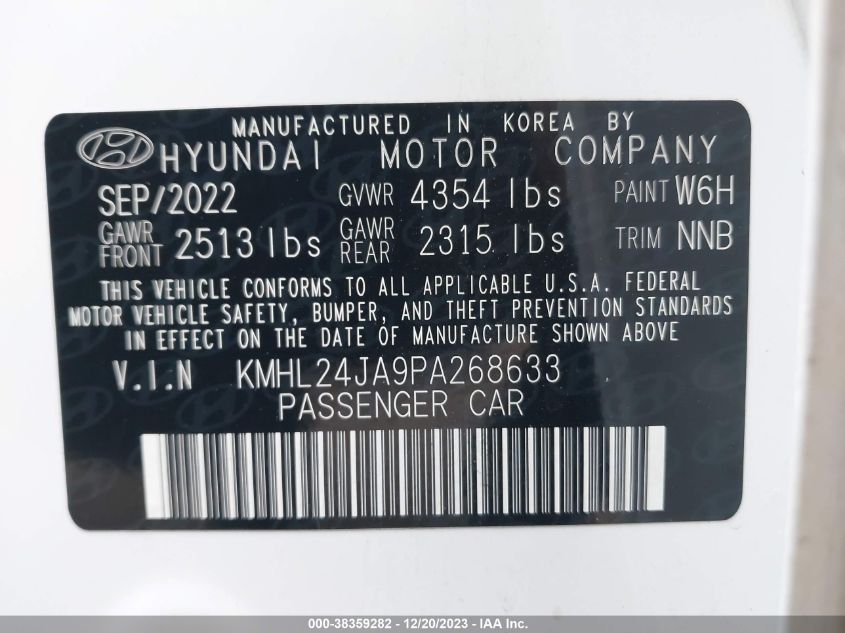 MANUFACTURED IN KOREA BY
HYUNDAI MOTOR COMPANY
SEP/2022 GVWR 4354 lbs PAINT W6H
GAWR FRONT 2513 lbs GAWR REAR 2315 lbs TRIM NNB
THIS VEHICLE CONFORMS TO ALL APPLICABLE U.S.A. FEDERAL
MOTOR VEHICLE SAFETY, BUMPER, AND THEFT PREVENTION STANDARDS
IN EFFECT ON THE DATE OF MANUFACTURE SHOWN ABOVE
V.I.N KMHL24JA9PA268633
PASSENGER CAR
000-38359282 - 12/20/2023 - IAA Inc.